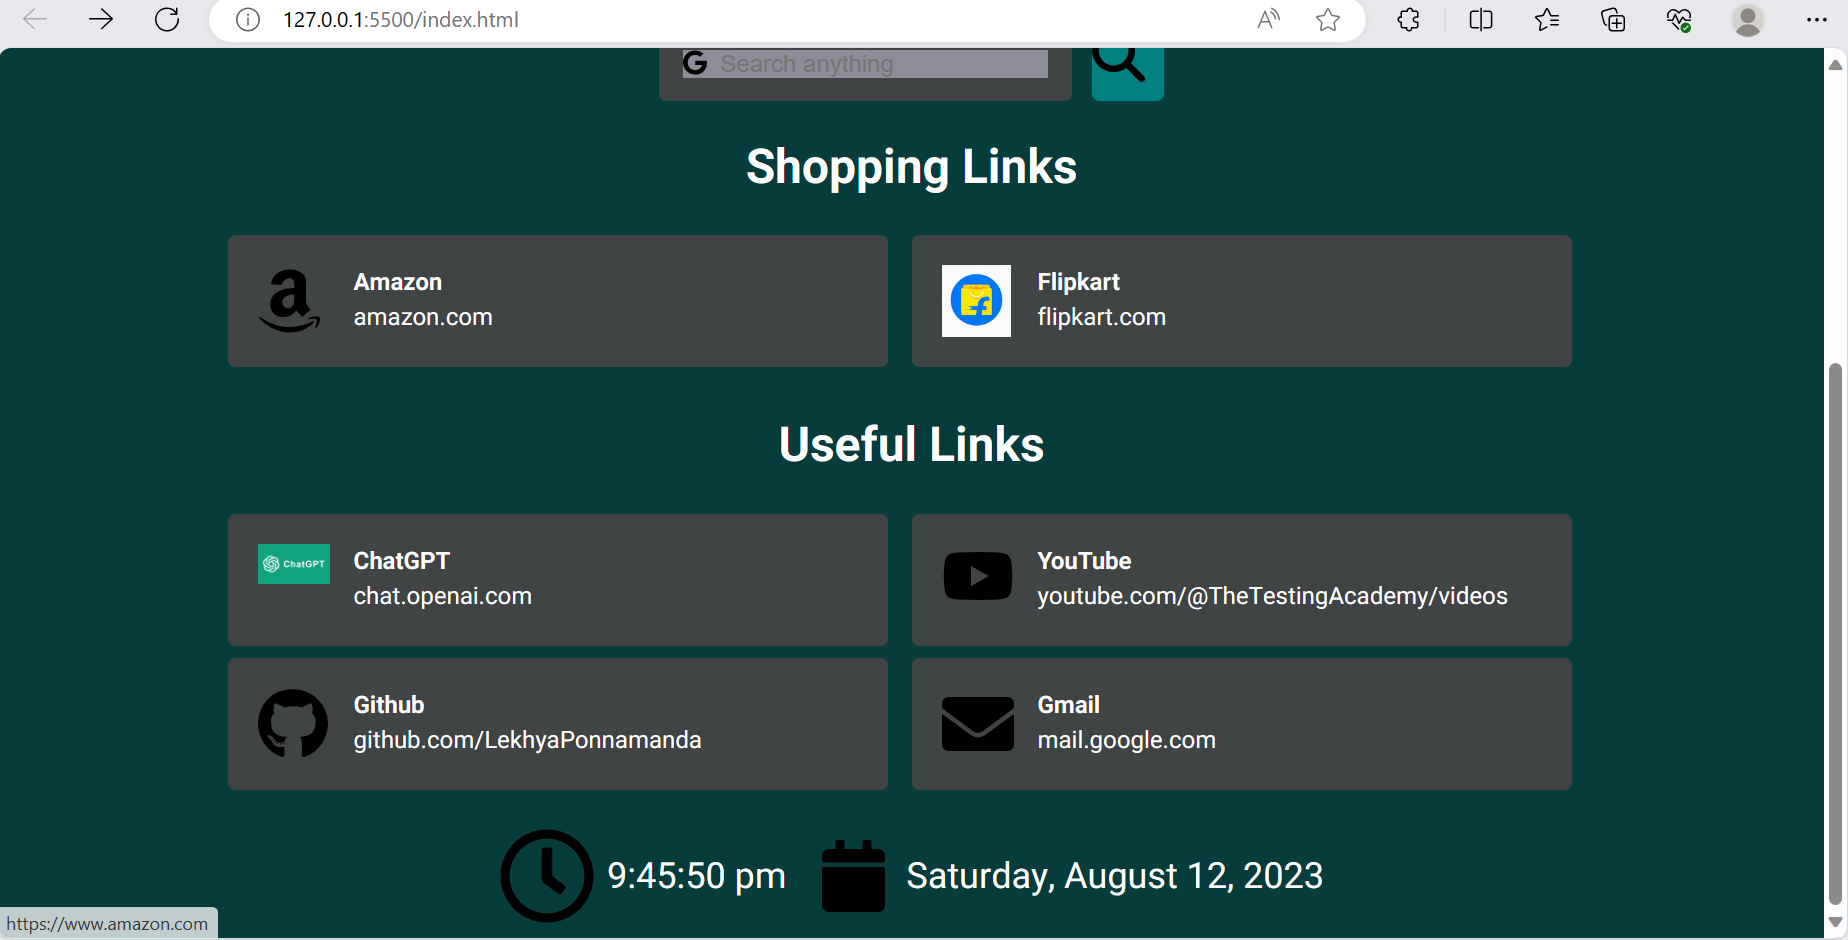 127.0.0.1:5500/index.html
Search anything
Shopping Links
Amazon
amazon.com
Flipkart
flipkart.com
Useful Links
ChatGPT
ChatGPT
chat.openai.com
YouTube
youtube.com/@TheTestingAcademy/videos
Github
github.com/LekhyaPonnamanda
Gmail
mail.google.com
9:45:50 pm
Saturday, August 12, 2023
https://www.amazon.com